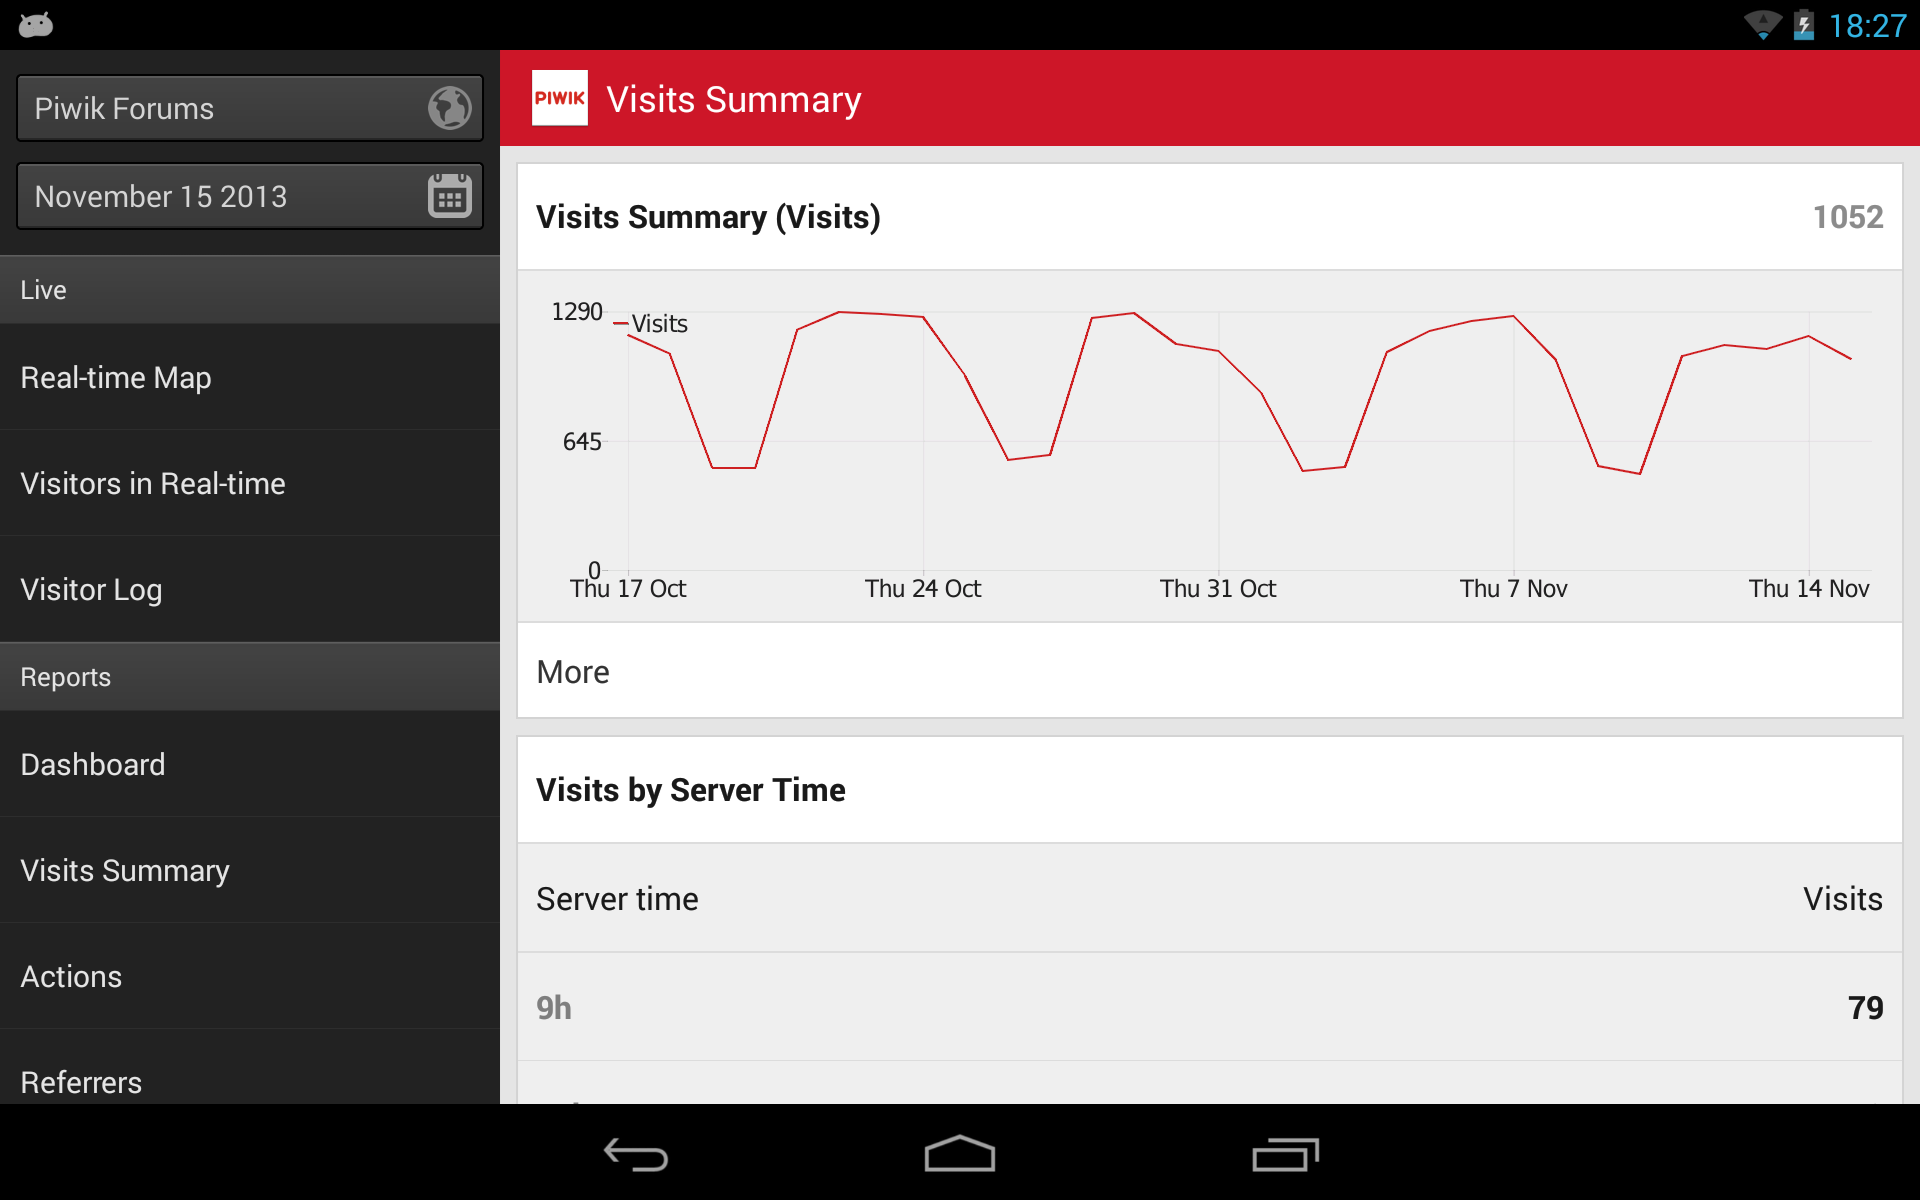 18:27
Piwik Forums
November 15 2013
Live
Real-time Map
Visitors in Real-time
Visitor Log
Reports
Dashboard
Visits Summary
Actions
Referrers
PIWIK Visits Summary
Visits Summary (Visits) 1052
1290
Visits
645
0
Thu 17 Oct Thu 24 Oct Thu 31 Oct Thu 7 Nov Thu 14 Nov
More
Visits by Server Time
Server time Visits
9h 79